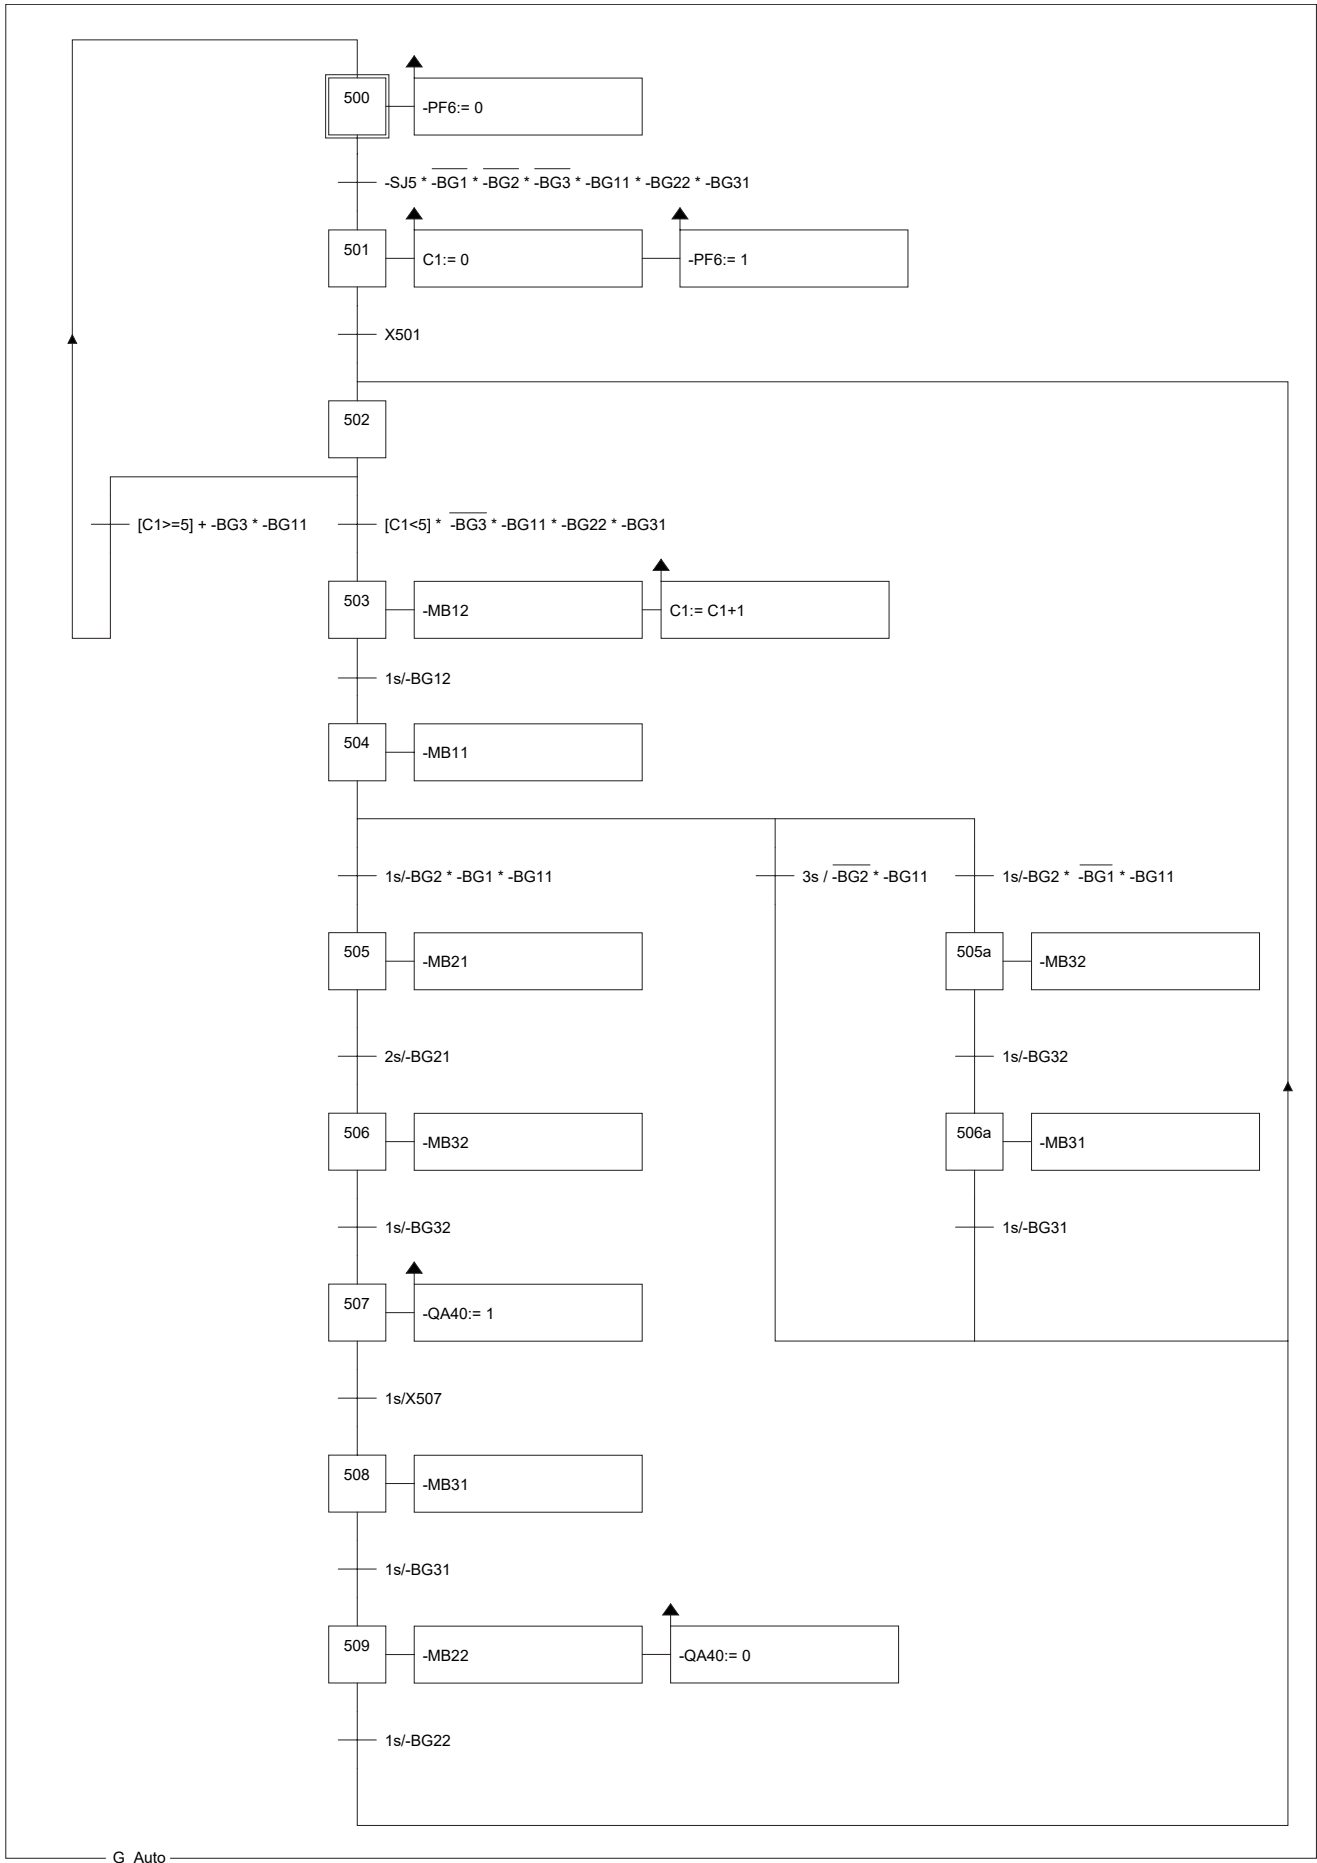 500
-PF6:= 0
-SJ5 * -BG1 * -BG2 * -BG3 * -BG11 * -BG22 * -BG31
501
C1:= 0
-PF6:= 1
X501
502
[C1>=5] + -BG3 * -BG11
[C1<5] * -BG3 * -BG11 * -BG22 * -BG31
503
-MB12
C1:= C1+1
1s/-BG12
504
-MB11
1s/-BG2 * -BG1 * -BG11
3s / -BG2 * -BG11
1s/-BG2 * -BG1 * -BG11
505
-MB21
505a
-MB32
2s/-BG21
1s/-BG32
506
-MB32
506a
-MB31
1s/-BG32
1s/-BG31
507
-QA40:= 1
1s/X507
508
-MB31
1s/-BG31
509
-MB22
-QA40:= 0
1s/-BG22
G_Auto